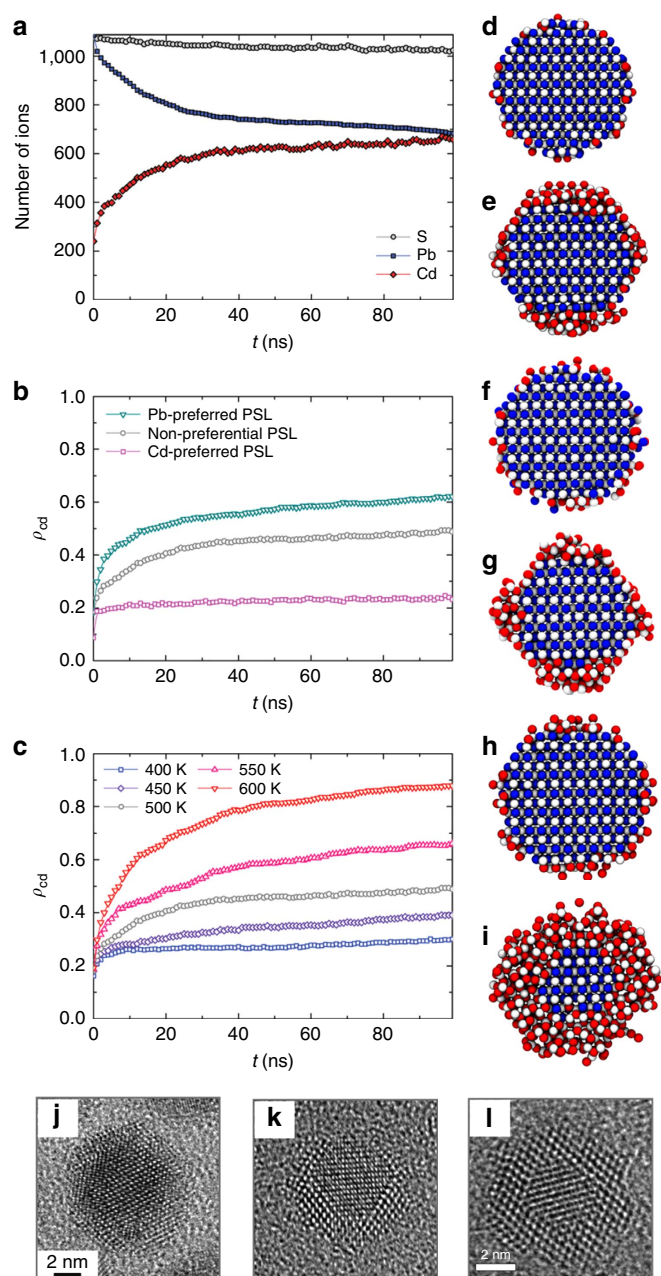 a
1,000
800
600
400
200
0
Number of ions
S
Pb
Cd
0 20 40 60 80
t (ns)
b
1.0
0.8
0.6
0.4
0.2
0.0
ρcd
Pb-preferred PSL
Non-preferential PSL
Cd-preferred PSL
0 20 40 60 80
t (ns)
c
1.0
0.8
0.6
0.4
0.2
0.0
ρcd
400 K 550 K
450 K 600 K
500 K
0 20 40 60 80
t (ns)
d
e
f
g
h
i
j
2 nm
k
l
2 nm